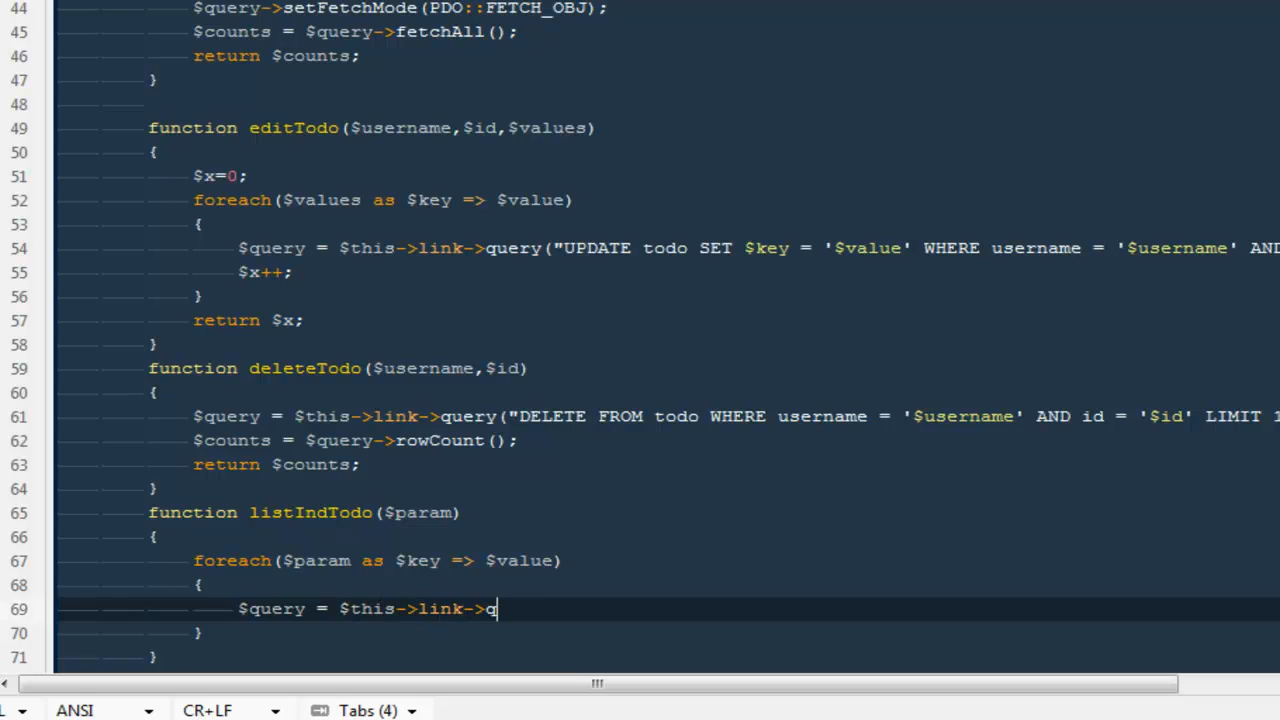 44 $query->setFetchMode(PDO::FETCH_OBJ);
45 $counts = $query->fetchAll();
46 return $counts;
47 }
48
49 function editTodo($username,$id,$values)
50 {
51 $x=0;
52 foreach($values as $key => $value)
53 {
54 $query = $this->link->query("UPDATE todo SET $key = '$value' WHERE username = '$username' AND
55 $x++;
56 }
57 return $x;
58 }
59 function deleteTodo($username,$id)
60 {
61 $query = $this->link->query("DELETE FROM todo WHERE username = '$username' AND id = '$id' LIMIT 1
62 $counts = $query->rowCount();
63 return $counts;
64 }
65 function listIndTodo($param)
66 {
67 foreach($param as $key => $value)
68 {
69 $query = $this->link->q
70 }
71 }
L ANSI CR+LF Tabs (4)